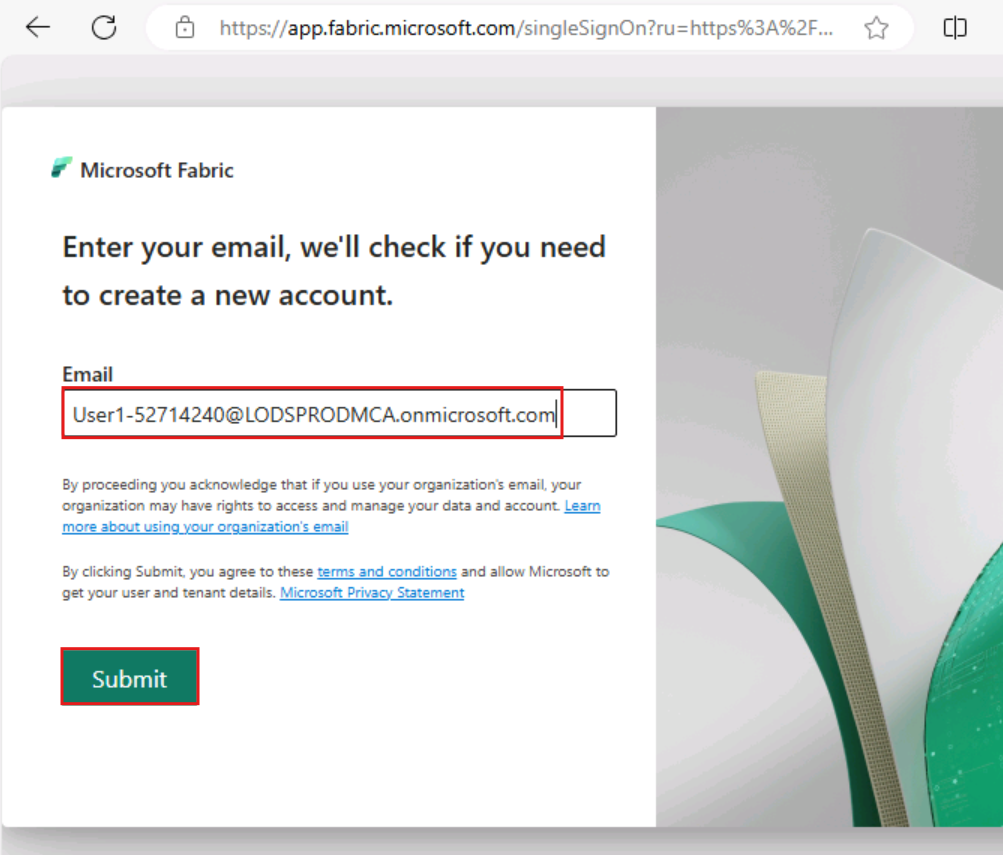 https://app.fabric.microsoft.com/singleSignOn?ru=https%3A%2F...
Microsoft Fabric
Enter your email, we'll check if you need
to create a new account.
Email
User1-52714240@LODSPRODMCA.onmicrosoft.com
By proceeding you acknowledge that if you use your organization's email, your
organization may have rights to access and manage your data and account. Learn
more about using your organization's email
By clicking Submit, you agree to these terms and conditions and allow Microsoft to
get your user and tenant details. Microsoft Privacy Statement
Submit